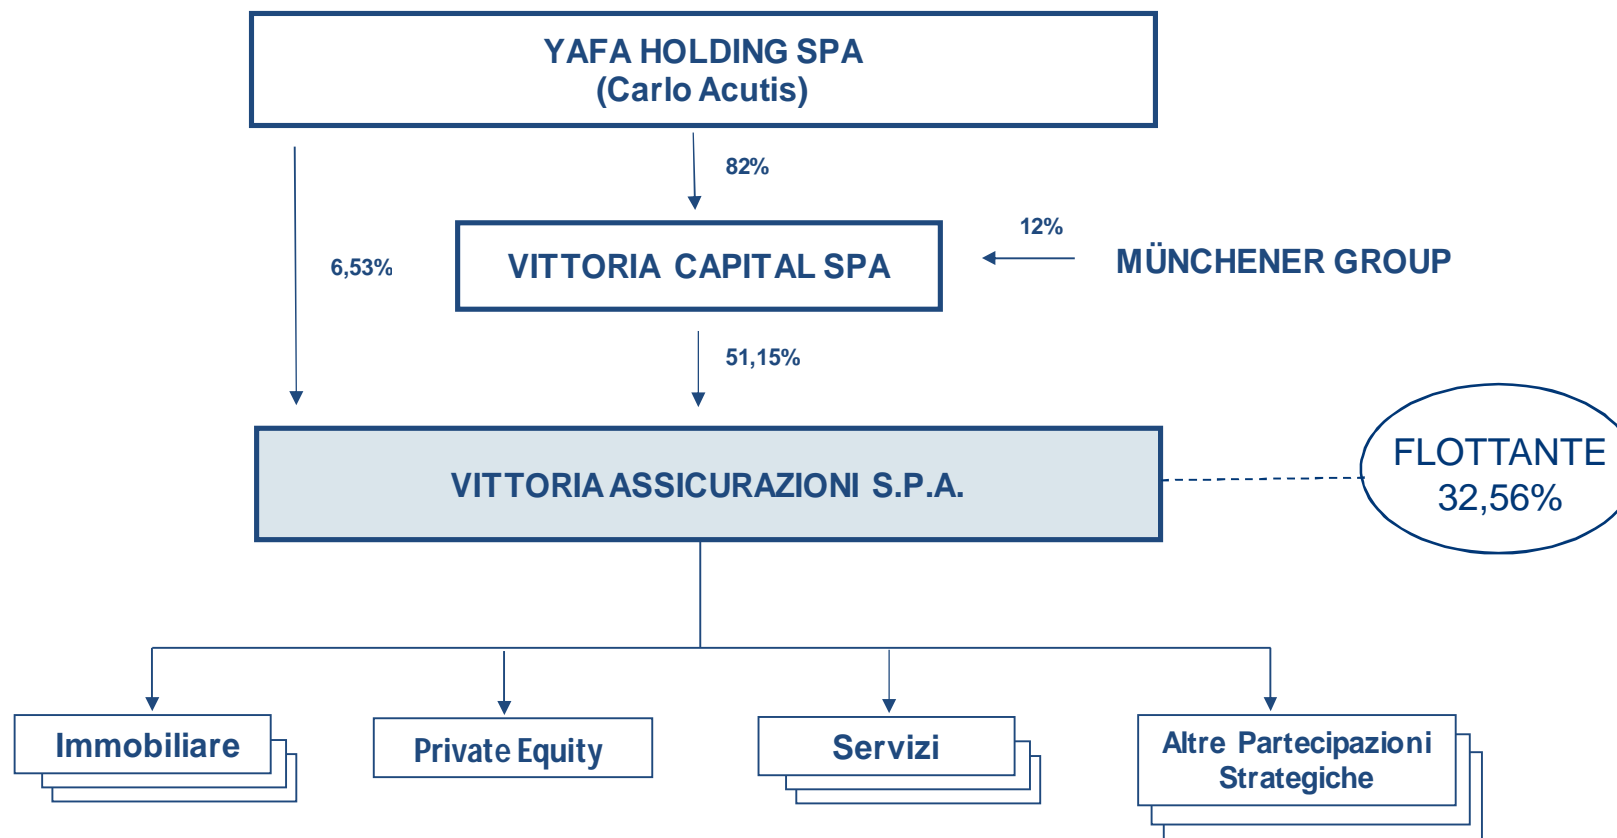 YAFA HOLDING SPA
(Carlo Acutis)
82%
12%
6,53%
VITTORIA CAPITAL SPA
MÜNCHENER GROUP
51,15%
VITTORIA ASSICURAZIONI S.P.A.
FLOTTANTE
32,56%
Immobiliare
Private Equity
Servizi
Altre Partecipazioni
Strategiche